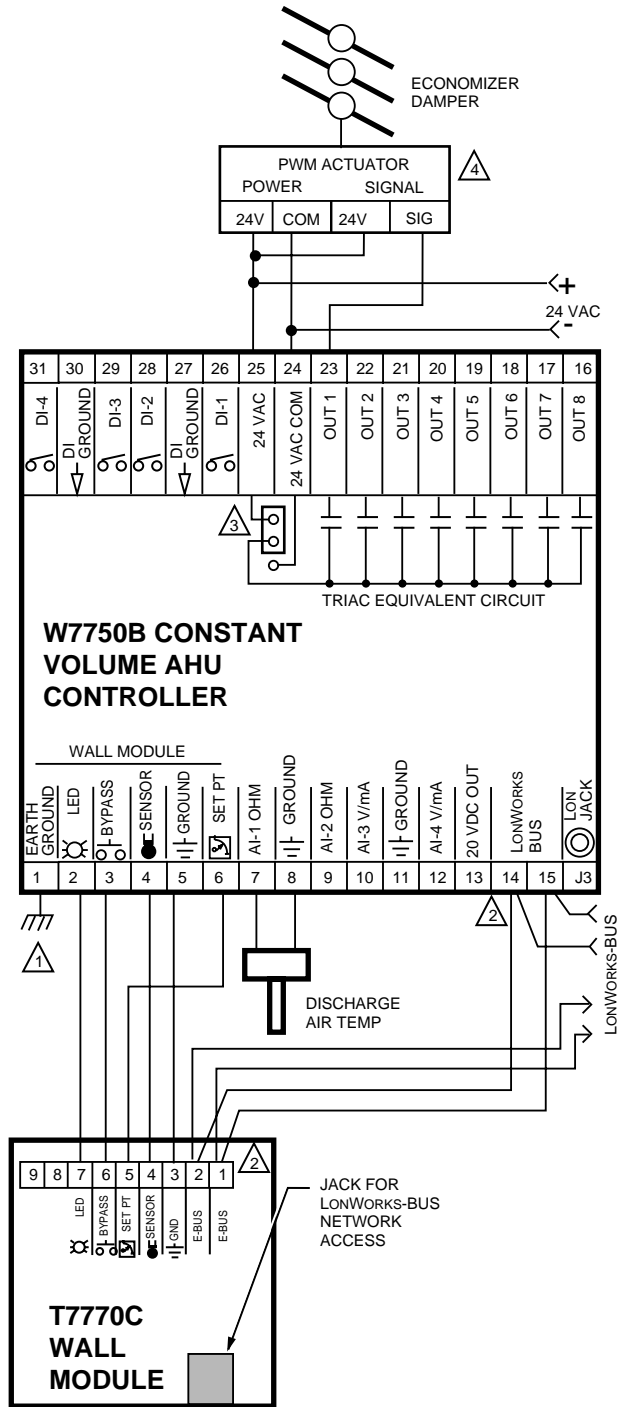 ECONOMIZER
DAMPER
PWM ACTUATOR
POWER SIGNAL
4
24V COM 24V SIG
+
24 VAC
-
31 30 29 28 27 26 25 24 23 22 21 20 19 18 17 16
DI-4
DI GROUND
DI-3
DI-2
DI GROUND
DI-1
24 VAC
24 VAC COM
OUT 1
OUT 2
OUT 3
OUT 4
OUT 5
OUT 6
OUT 7
OUT 8
3
TRIAC EQUIVALENT CIRCUIT
W7750B CONSTANT
VOLUME AHU
CONTROLLER
WALL MODULE
EARTH GROUND
LED
BYPASS
SENSOR
GROUND
SET PT
AI-1 OHM
GROUND
AI-2 OHM
AI-3 V/mA
GROUND
AI-4 V/mA
20 VDC OUT
LONWORKS BUS
LON JACK
1 2 3 4 5 6 7 8 9 10 11 12 13 14 15 J3
1
2
DISCHARGE
AIR TEMP
LONWORKS-BUS
9 8 7 6 5 4 3 2 1
2
LED
BYPASS
SET PT
SENSOR
GND
E-BUS
E-BUS
JACK FOR
LONWORKS-BUS
NETWORK
ACCESS
T7770C
WALL
MODULE